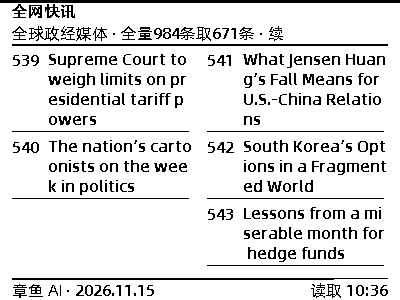 全网快讯
全球政经媒体 · 全量984条取671条 · 续
539 Supreme Court to
weigh limits on pr
esidential tariff p
owers
540 The nation's carto
onists on the wee
k in politics
541 What Jensen Huan
g's Fall Means for
U.S.-China Relatio
ns
542 South Korea's Opt
ions in a Fragment
ed World
543 Lessons from a mi
serable month for
hedge funds
章鱼 AI · 2026.11.15
读取 10:36